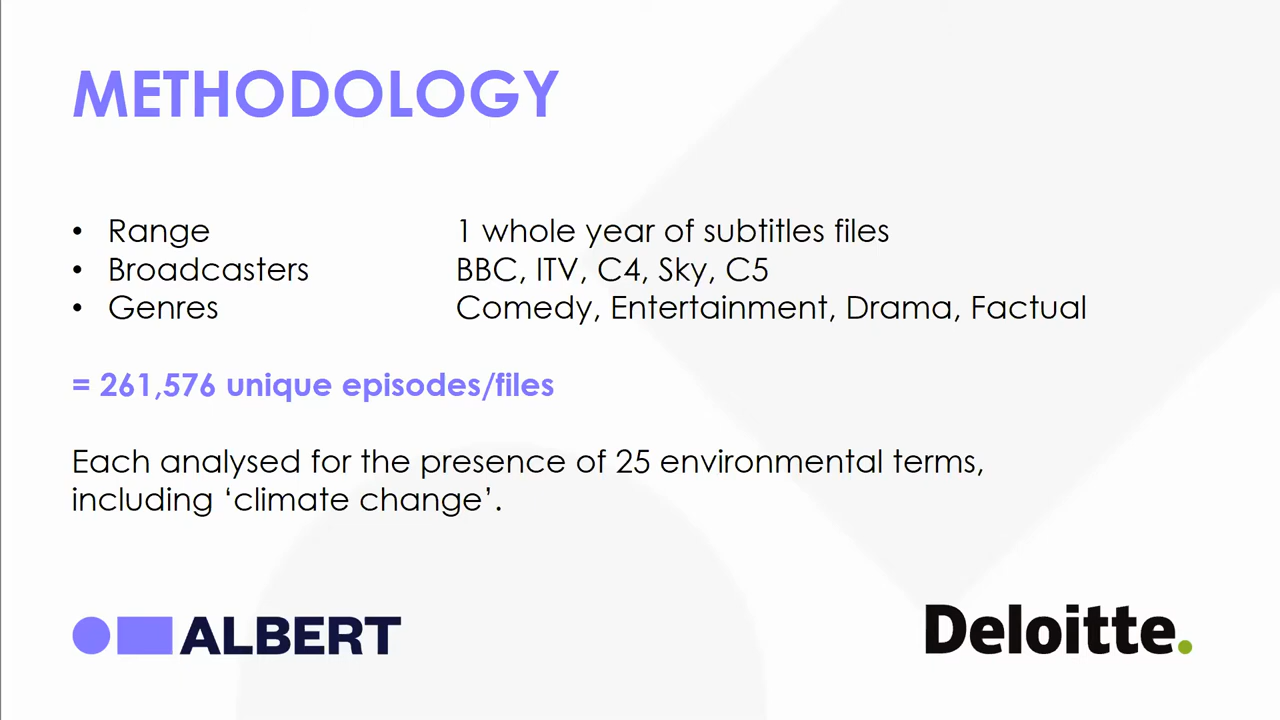 METHODOLOGY
• Range 1 whole year of subtitles files
• Broadcasters BBC, ITV, C4, Sky, C5
• Genres Comedy, Entertainment, Drama, Factual
= 261,576 unique episodes/files
Each analysed for the presence of 25 environmental terms,
including ‘climate change’.
ALBERT
Deloitte.